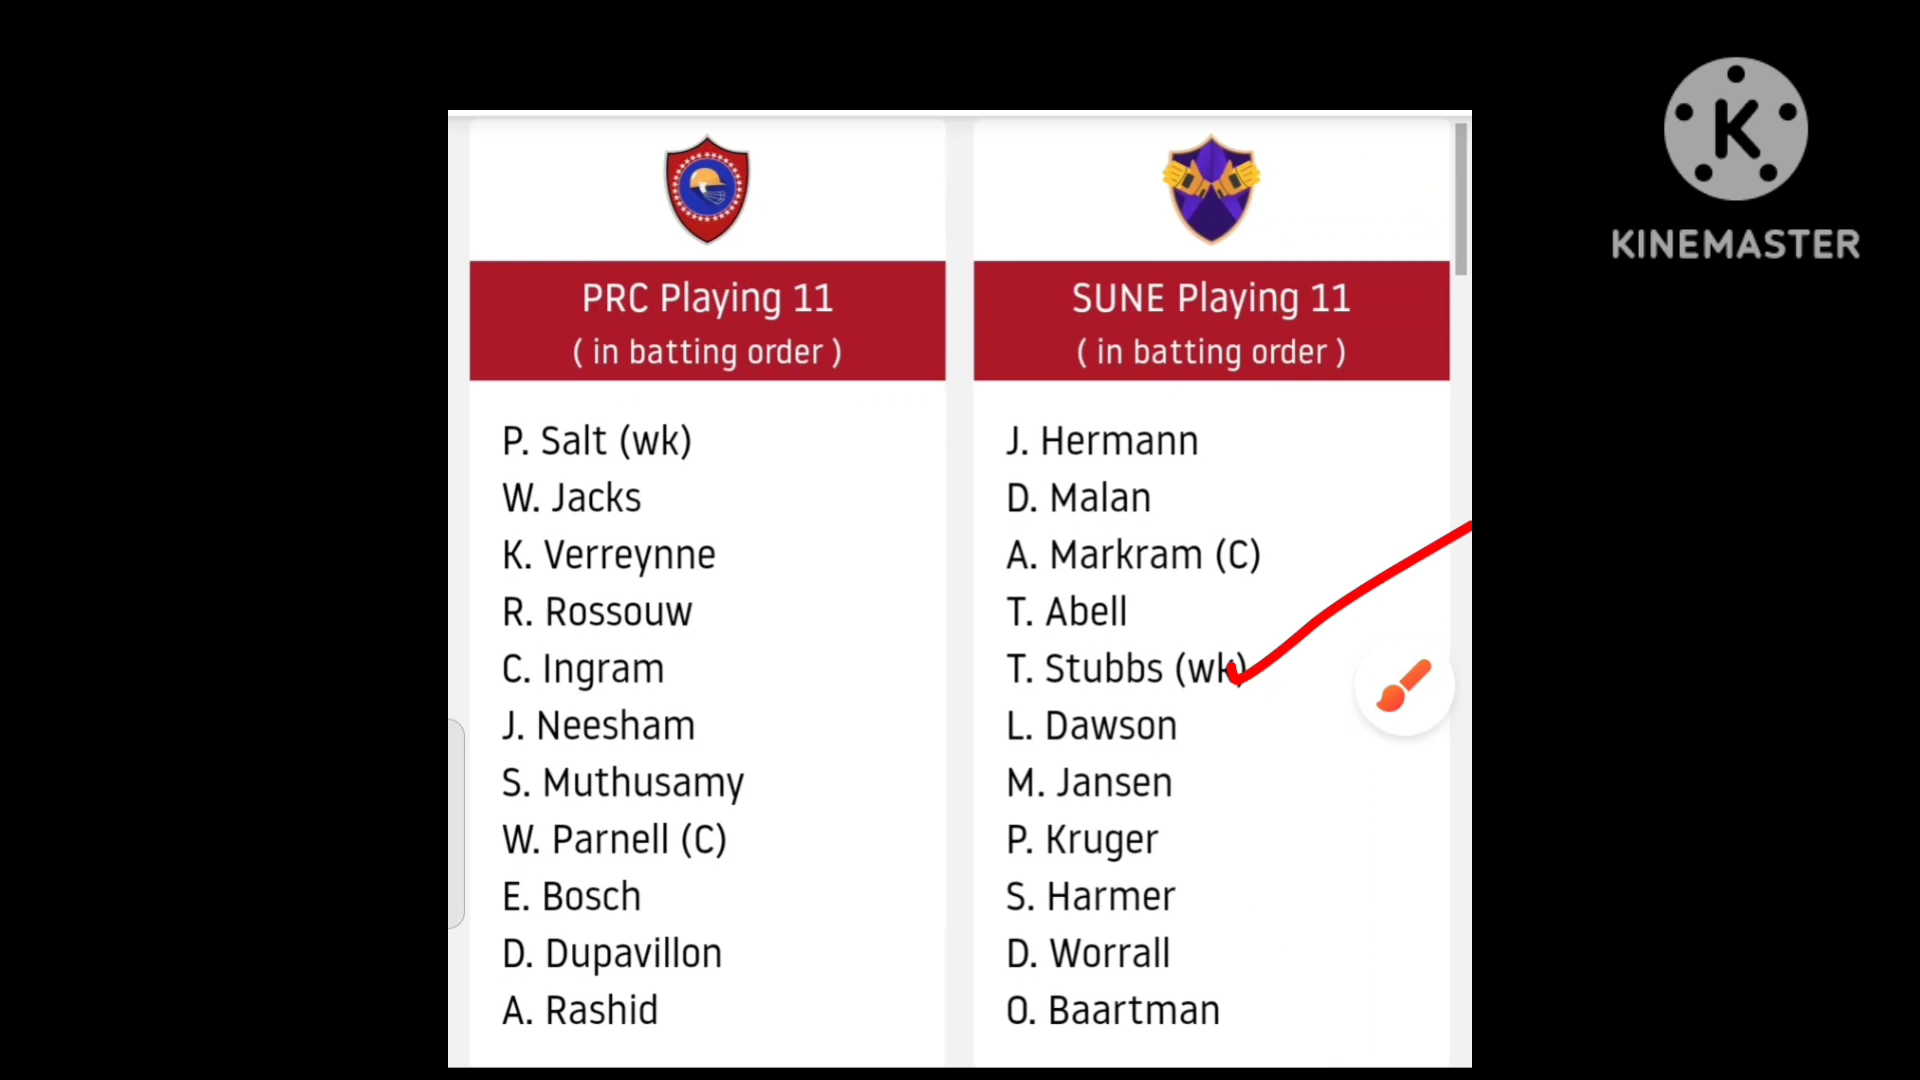 K
KINEMASTER
PRC Playing 11
( in batting order )
P. Salt (wk)
W. Jacks
K. Verreynne
R. Rossouw
C. Ingram
J. Neesham
S. Muthusamy
W. Parnell (C)
E. Bosch
D. Dupavillon
A. Rashid
SUNE Playing 11
( in batting order )
J. Hermann
D. Malan
A. Markram (C)
T. Abell
T. Stubbs (wk)
L. Dawson
M. Jansen
P. Kruger
S. Harmer
D. Worrall
O. Baartman